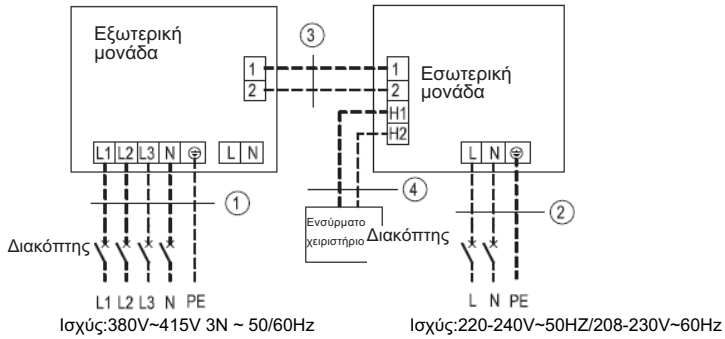 Εξωτερική
μονάδα
1
2
L1 L2 L3 N L N
3
1
2
H1
H2
Εσωτερική
μονάδα
L N
1
4
2
Ενσύρματο
χειριστήριο
Διακόπτης
Διακόπτης
L1 L2 L3 N PE
L N PE
Ισχύς:380V~415V 3N ~ 50/60Hz
Ισχύς:220-240V~50HZ/208-230V~60Hz